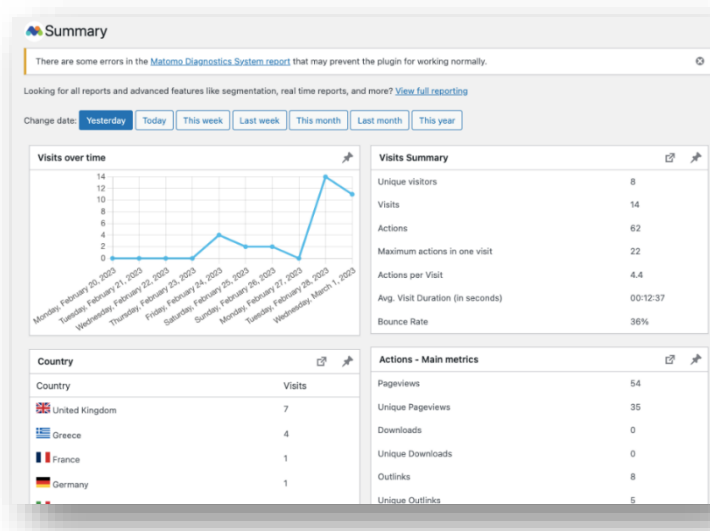 Summary
There are some errors in the Matomo Diagnostics System report that may prevent the plugin for working normally.
Looking for all reports and advanced features like segmentation, real time reports, and more? View full reporting
Change date: Yesterday Today This week Last week This month Last month This year
Visits over time
14
12
10
8
6
4
2
0
Monday, February 20, 2023
Tuesday, February 21, 2023
Wednesday, February 22, 2023
Thursday, February 23, 2023
Friday, February 24, 2023
Saturday, February 25, 2023
Sunday, February 26, 2023
Monday, February 27, 2023
Tuesday, February 28, 2023
Wednesday, March 1, 2023
Visits Summary
Unique visitors 8
Visits 14
Actions 62
Maximum actions in one visit 22
Actions per Visit 4.4
Avg. Visit Duration (in seconds) 00:12:37
Bounce Rate 36%
Country
Country Visits
United Kingdom 7
Greece 4
France 1
Germany 1
Actions - Main metrics
Pageviews 54
Unique Pageviews 35
Downloads 0
Unique Downloads 0
Outlinks 8
Unique Outlinks 5